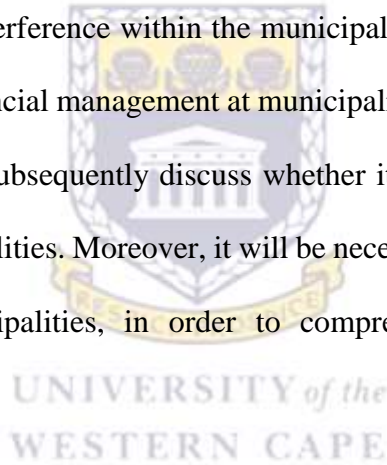 erference within the municipal
ncial management at municipali
ubsequently discuss whether it
lities. Moreover, it will be nece
ipalities, in order to compre
UNIVERSITY of the
WESTERN CAPE